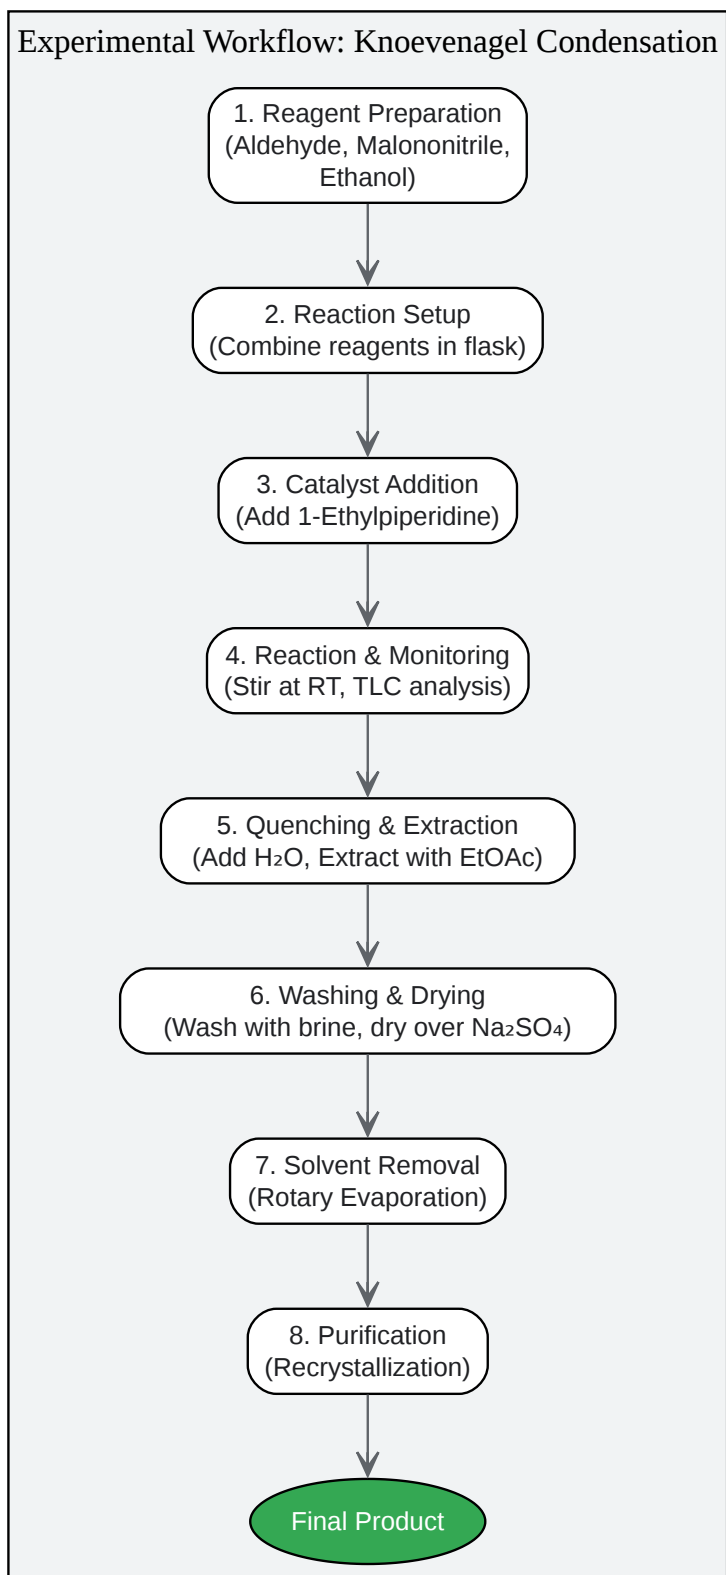 Experimental Workflow: Knoevenagel Condensation
1. Reagent Preparation
(Aldehyde, Malononitrile,
Ethanol)
2. Reaction Setup
(Combine reagents in flask)
3. Catalyst Addition
(Add 1-Ethylpiperidine)
4. Reaction & Monitoring
(Stir at RT, TLC analysis)
5. Quenching & Extraction
(Add H₂O, Extract with EtOAc)
6. Washing & Drying
(Wash with brine, dry over Na₂SO₄)
7. Solvent Removal
(Rotary Evaporation)
8. Purification
(Recrystallization)
Final Product